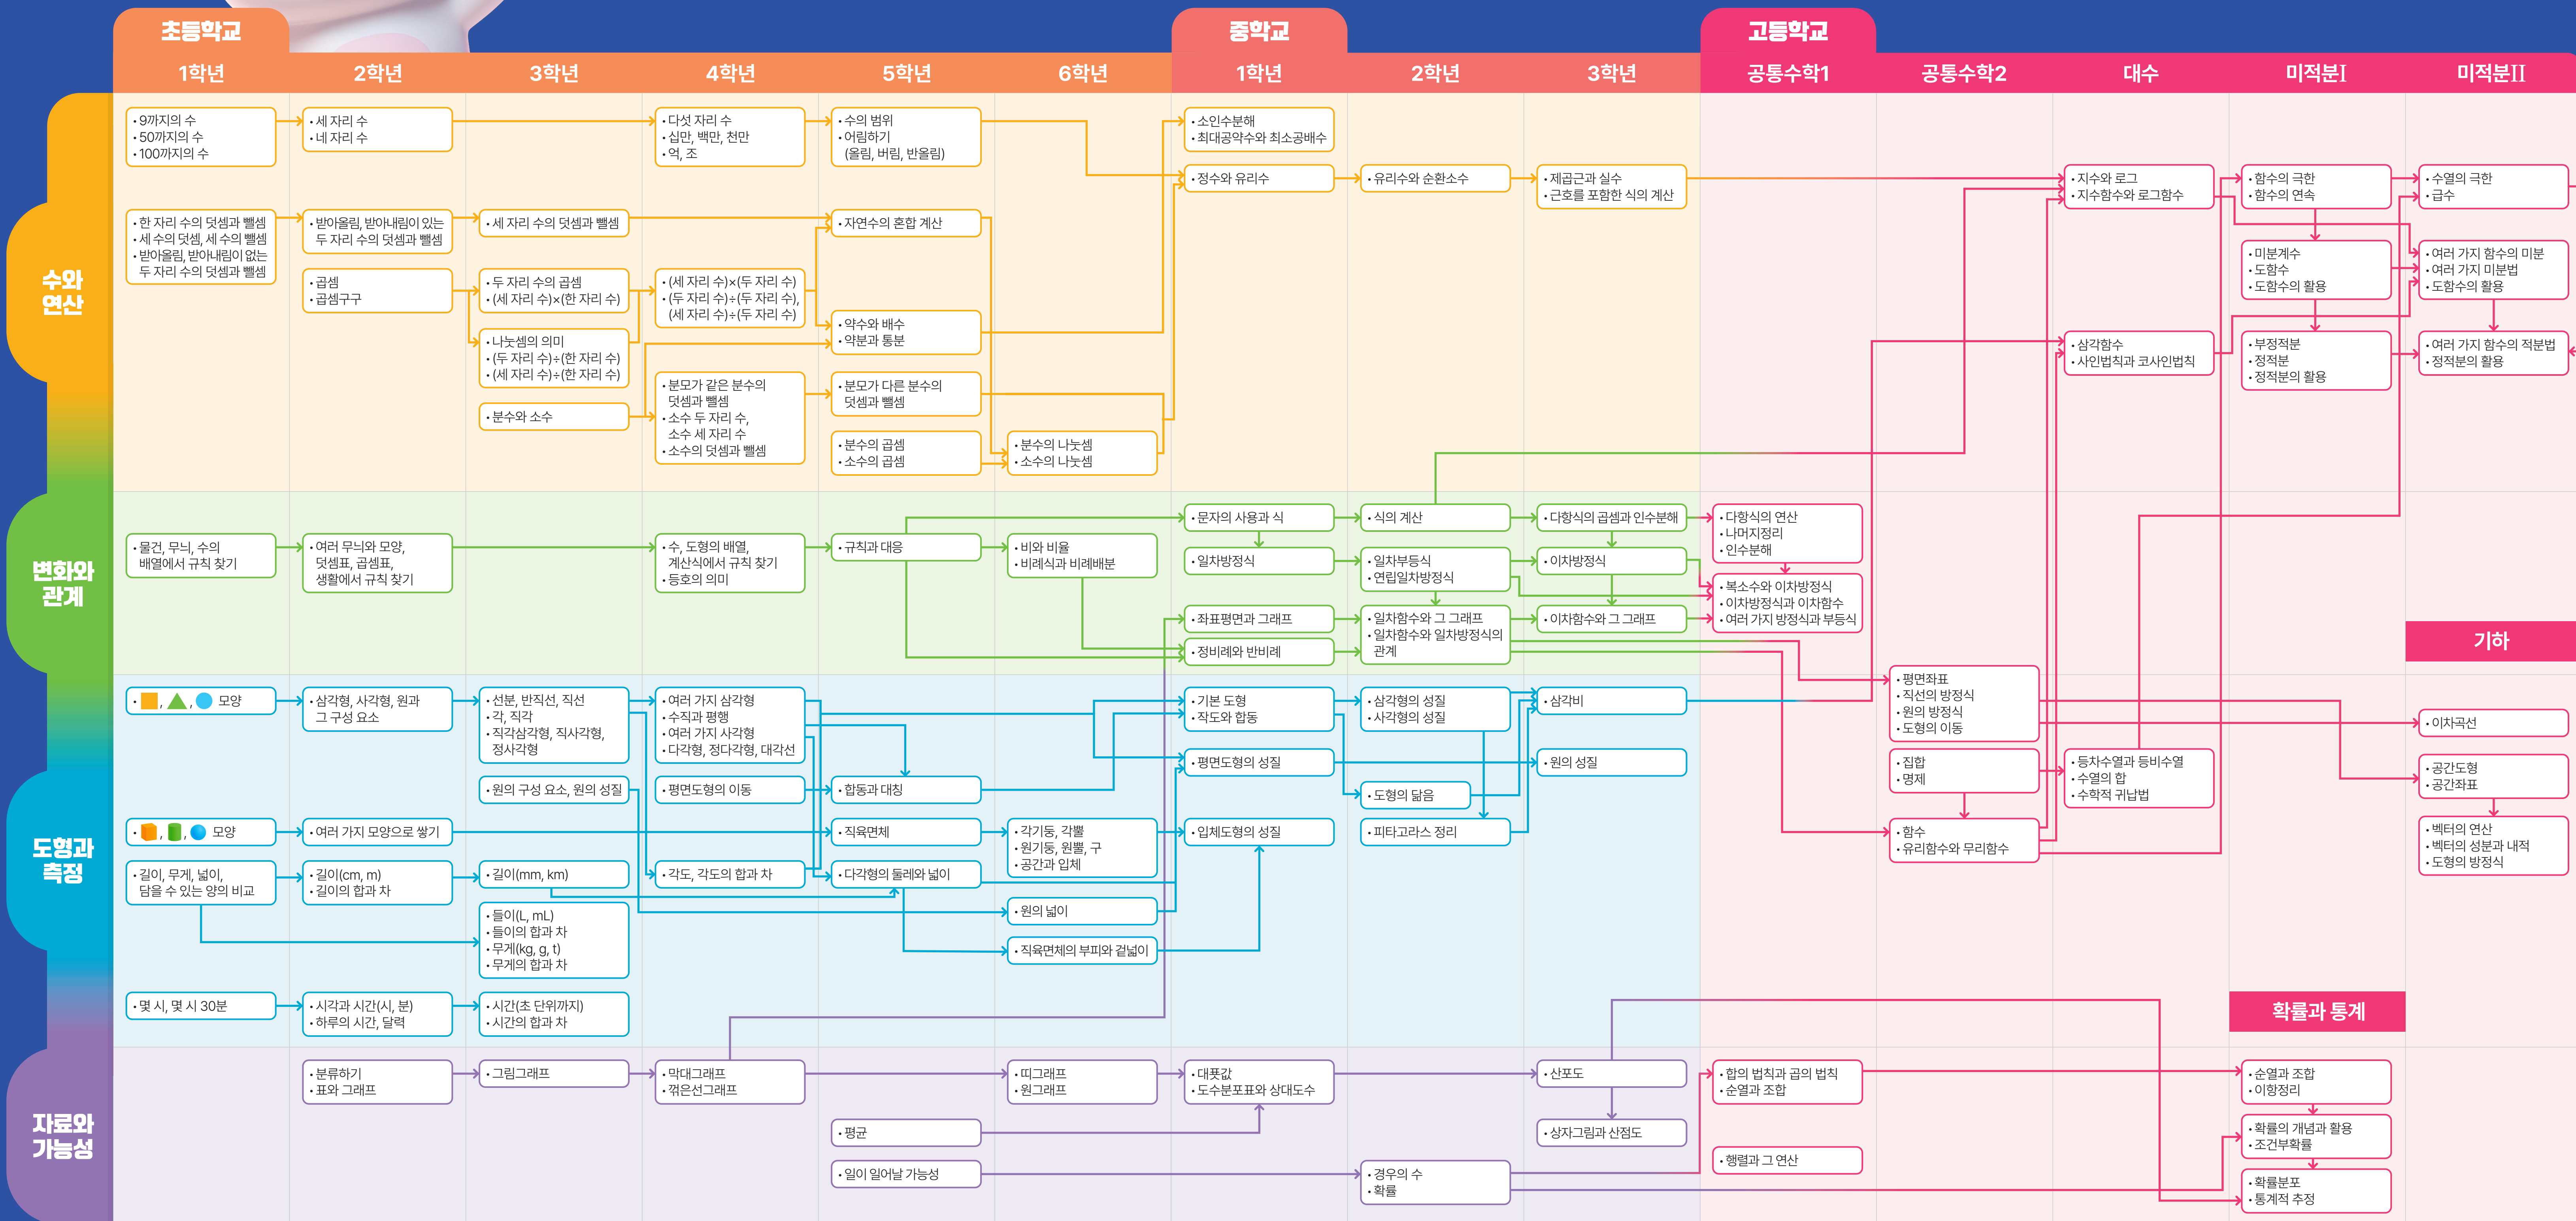 초등학교
중학교
고등학교
1학년
2학년
3학년
4학년
5학년
6학년
1학년
2학년
3학년
공통수학1
공통수학2
대수
미적분Ⅰ
미적분Ⅱ
수와
연산
• 9까지의 수
• 50까지의 수
• 100까지의 수
• 세 자리 수
• 네 자리 수
• 다섯 자리 수
• 십만, 백만, 천만
• 억, 조
• 수의 범위
• 어림하기
(올림, 버림, 반올림)
• 소인수분해
• 최대공약수와 최소공배수
• 정수와 유리수
• 유리수와 순환소수
• 제곱근과 실수
• 근호를 포함한 식의 계산
• 지수와 로그
• 지수함수와 로그함수
• 함수의 극한
• 함수의 연속
• 수열의 극한
• 급수
• 한 자리 수의 덧셈과 뺄셈
• 세 수의 덧셈, 세 수의 뺄셈
• 받아올림, 받아내림이 없는
두 자리 수의 덧셈과 뺄셈
• 받아올림, 받아내림이 있는
두 자리 수의 덧셈과 뺄셈
• 세 자리 수의 덧셈과 뺄셈
• 자연수의 혼합 계산
• 곱셈
• 곱셈구구
• 두 자리 수의 곱셈
• (세 자리 수)×(한 자리 수)
• (세 자리 수)×(두 자리 수)
• (두 자리 수)÷(두 자리 수),
(세 자리 수)÷(두 자리 수)
• 미분계수
• 도함수
• 도함수의 활용
• 여러 가지 함수의 미분
• 여러 가지 미분법
• 도함수의 활용
• 나눗셈의 의미
• (두 자리 수)÷(한 자리 수)
• (세 자리 수)÷(한 자리 수)
• 약수와 배수
• 약분과 통분
• 삼각함수
• 사인법칙과 코사인법칙
• 부정적분
• 정적분
• 정적분의 활용
• 여러 가지 함수의 적분법
• 정적분의 활용
• 분수와 소수
• 분모가 같은 분수의
덧셈과 뺄셈
• 소수 두 자리 수,
소수 세 자리 수
• 소수의 덧셈과 뺄셈
• 분모가 다른 분수의
덧셈과 뺄셈
• 분수의 곱셈
• 소수의 곱셈
• 분수의 나눗셈
• 소수의 나눗셈
변화와
관계
• 물건, 무늬, 수의
배열에서 규칙 찾기
• 여러 무늬와 모양,
덧셈표, 곱셈표,
생활에서 규칙 찾기
• 수, 도형의 배열,
계산식에서 규칙 찾기
• 등호의 의미
• 규칙과 대응
• 비와 비율
• 비례식과 비례배분
• 문자의 사용과 식
• 식의 계산
• 다항식의 곱셈과 인수분해
• 다항식의 연산
• 나머지정리
• 인수분해
• 일차방정식
• 일차부등식
• 연립일차방정식
• 이차방정식
• 복소수와 이차방정식
• 이차방정식과 이차함수
• 여러 가지 방정식과 부등식
• 좌표평면과 그래프
• 일차함수와 그 그래프
• 일차함수와 일차방정식의
관계
• 이차함수와 그 그래프
• 정비례와 반비례
기하
도형과
측정
• , , 모양
• 삼각형, 사각형, 원과
그 구성 요소
• 선분, 반직선, 직선
• 각, 직각
• 직각삼각형, 직사각형,
정사각형
• 여러 가지 삼각형
• 수직과 평행
• 여러 가지 사각형
• 다각형, 정다각형, 대각선
• 기본 도형
• 작도와 합동
• 삼각형의 성질
• 사각형의 성질
• 삼각비
• 평면좌표
• 직선의 방정식
• 원의 방정식
• 도형의 이동
• 이차곡선
• 원의 구성 요소, 원의 성질
• 평면도형의 이동
• 합동과 대칭
• 평면도형의 성질
• 도형의 닮음
• 원의 성질
• 집합
• 명제
• 등차수열과 등비수열
• 수열의 합
• 수학적 귀납법
• 공간도형
• 공간좌표
• , , 모양
• 여러 가지 모양으로 쌓기
• 직육면체
• 각기둥, 각뿔
• 원기둥, 원뿔, 구
• 공간과 입체
• 입체도형의 성질
• 피타고라스 정리
• 함수
• 유리함수와 무리함수
• 벡터의 연산
• 벡터의 성분과 내적
• 도형의 방정식
• 길이, 무게, 넓이,
담을 수 있는 양의 비교
• 길이(cm, m)
• 길이의 합과 차
• 길이(mm, km)
• 각도, 각도의 합과 차
• 다각형의 둘레와 넓이
• 원의 넓이
• 들이(L, mL)
• 들이의 합과 차
• 무게(kg, g, t)
• 무게의 합과 차
• 직육면체의 부피와 겉넓이
• 몇 시, 몇 시 30분
• 시각과 시간(시, 분)
• 하루의 시간, 달력
• 시간(초 단위까지)
• 시간의 합과 차
확률과 통계
자료와
가능성
• 분류하기
• 표와 그래프
• 그림그래프
• 막대그래프
• 꺾은선그래프
• 띠그래프
• 원그래프
• 대푯값
• 도수분포표와 상대도수
• 산포도
• 합의 법칙과 곱의 법칙
• 순열과 조합
• 순열과 조합
• 이항정리
• 평균
• 상자그림과 산점도
• 확률의 개념과 활용
• 조건부확률
• 일이 일어날 가능성
• 경우의 수
• 확률
• 행렬과 그 연산
• 확률분포
• 통계적 추정